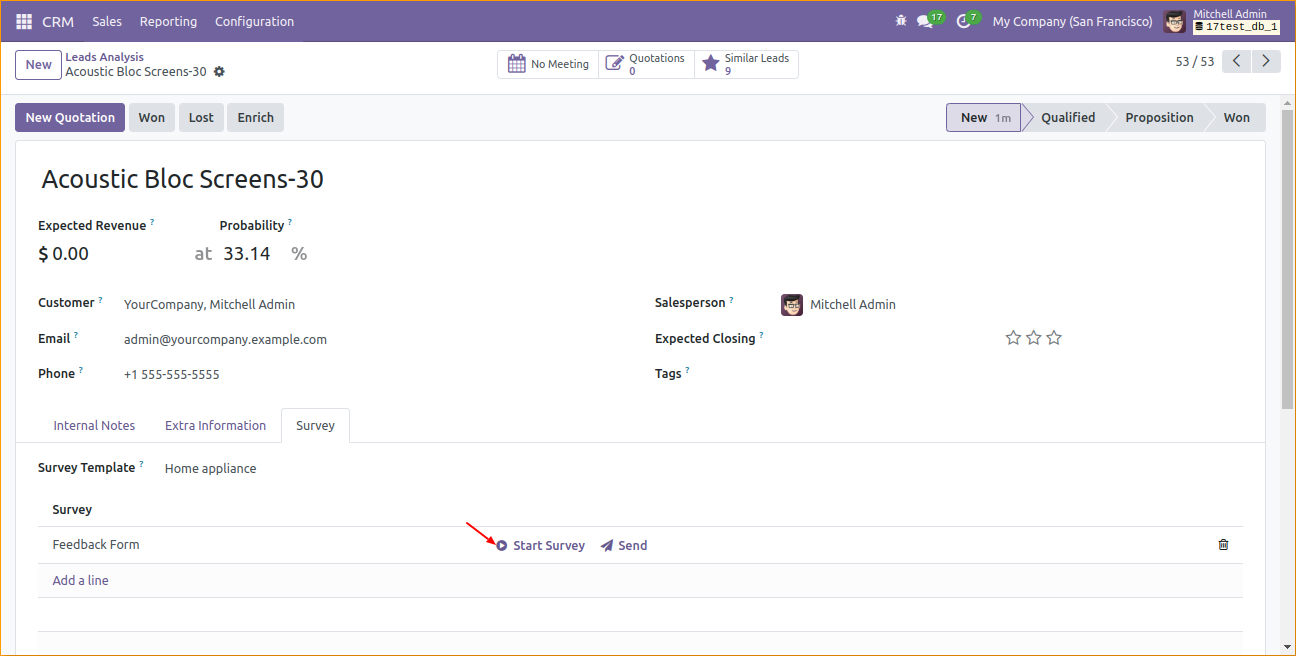 CRM Sales Reporting Configuration 17 7 My Company (San Francisco) Mitchell Admin
17test_db_1
New Leads Analysis
Acoustic Bloc Screens-30
No Meeting Quotations 0 Similar Leads 9 53 / 53
New Quotation Won Lost Enrich New 1m Qualified Proposition Won
Acoustic Bloc Screens-30
Expected Revenue ? Probability ?
$ 0.00 at 33.14 %
Customer ? YourCompany, Mitchell Admin Salesperson ? Mitchell Admin
Email ? admin@yourcompany.example.com Expected Closing ?
Phone ? +1 555-555-5555 Tags ?
Internal Notes Extra Information Survey
Survey Template ? Home appliance
Survey
Feedback Form Start Survey Send
Add a line